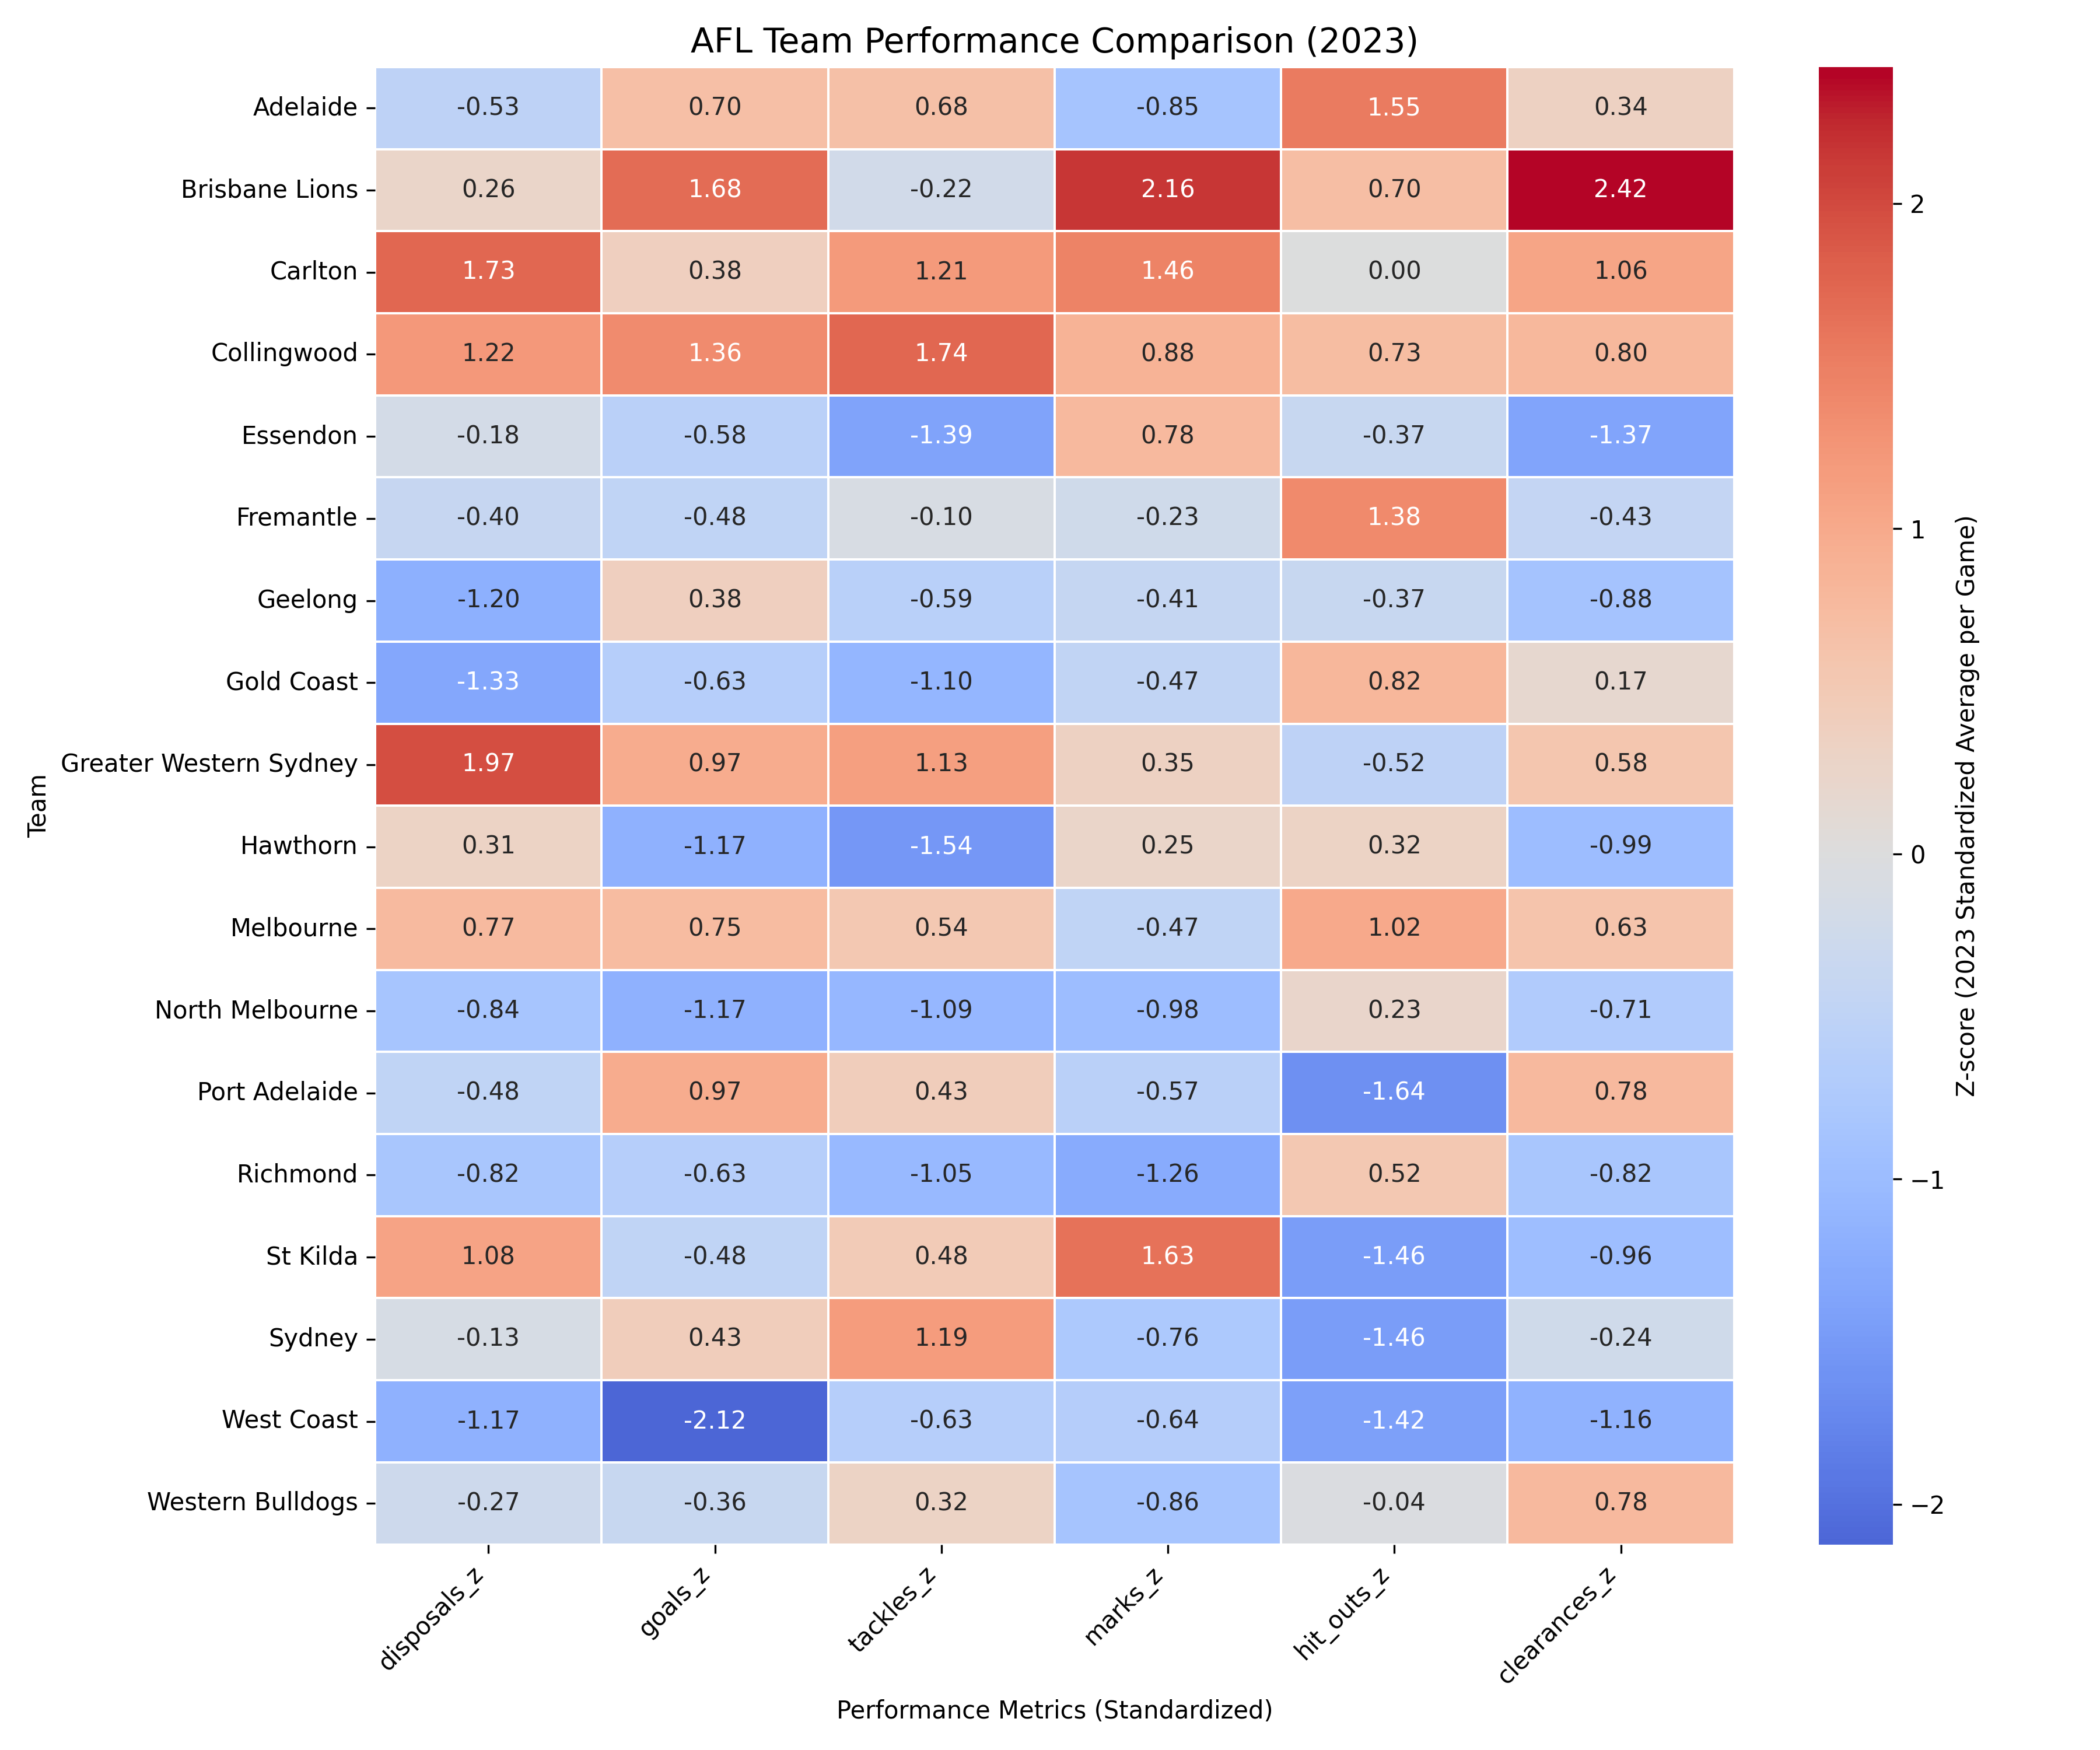 AFL Team Performance Comparison (2023)
Adelaide -0.53 0.70 0.68 -0.85 1.55 0.34
Brisbane Lions 0.26 1.68 -0.22 2.16 0.70 2.42
Carlton 1.73 0.38 1.21 1.46 0.00 1.06
Collingwood 1.22 1.36 1.74 0.88 0.73 0.80
Essendon -0.18 -0.58 -1.39 0.78 -0.37 -1.37
Fremantle -0.40 -0.48 -0.10 -0.23 1.38 -0.43
Geelong -1.20 0.38 -0.59 -0.41 -0.37 -0.88
Gold Coast -1.33 -0.63 -1.10 -0.47 0.82 0.17
Greater Western Sydney 1.97 0.97 1.13 0.35 -0.52 0.58
Hawthorn 0.31 -1.17 -1.54 0.25 0.32 -0.99
Melbourne 0.77 0.75 0.54 -0.47 1.02 0.63
North Melbourne -0.84 -1.17 -1.09 -0.98 0.23 -0.71
Port Adelaide -0.48 0.97 0.43 -0.57 -1.64 0.78
Richmond -0.82 -0.63 -1.05 -1.26 0.52 -0.82
St Kilda 1.08 -0.48 0.48 1.63 -1.46 -0.96
Sydney -0.13 0.43 1.19 -0.76 -1.46 -0.24
West Coast -1.17 -2.12 -0.63 -0.64 -1.42 -1.16
Western Bulldogs -0.27 -0.36 0.32 -0.86 -0.04 0.78
disposals_z goals_z tackles_z marks_z hit_outs_z clearances_z
Performance Metrics (Standardized)
Team
2
1
0
−1
−2
Z-score (2023 Standardized Average per Game)